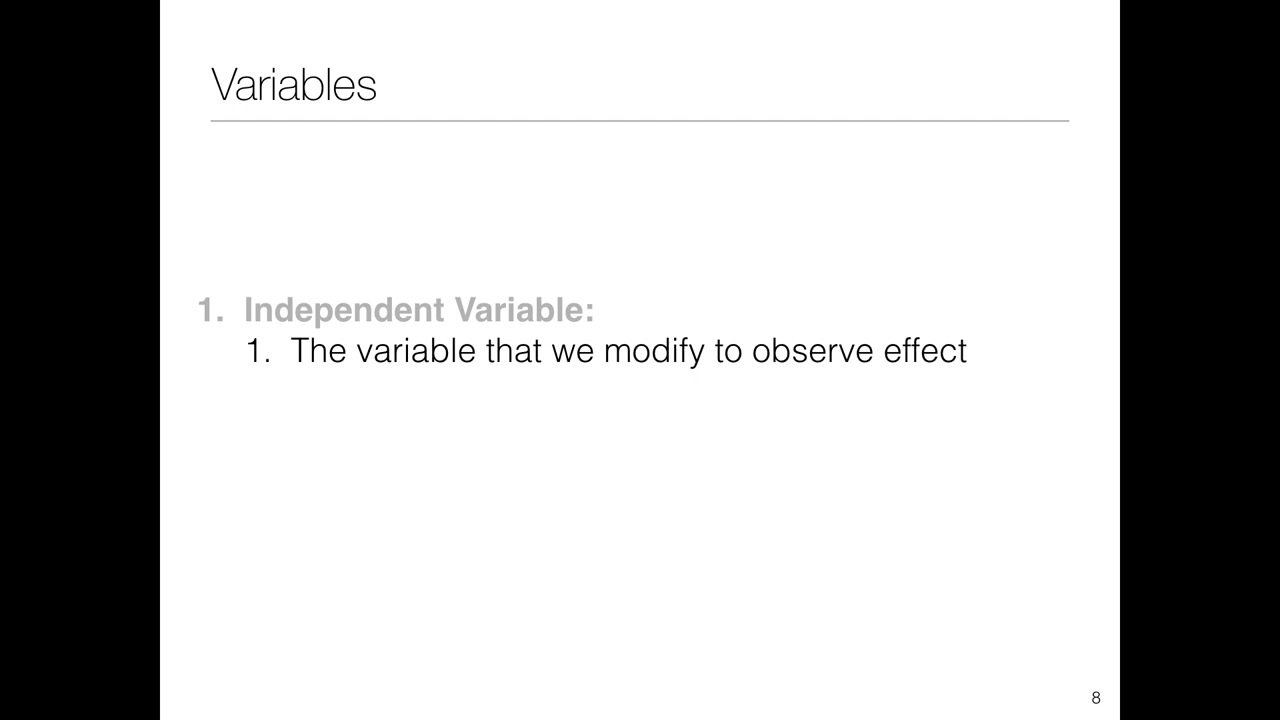 Variables
1. Independent Variable:
1. The variable that we modify to observe effect
8